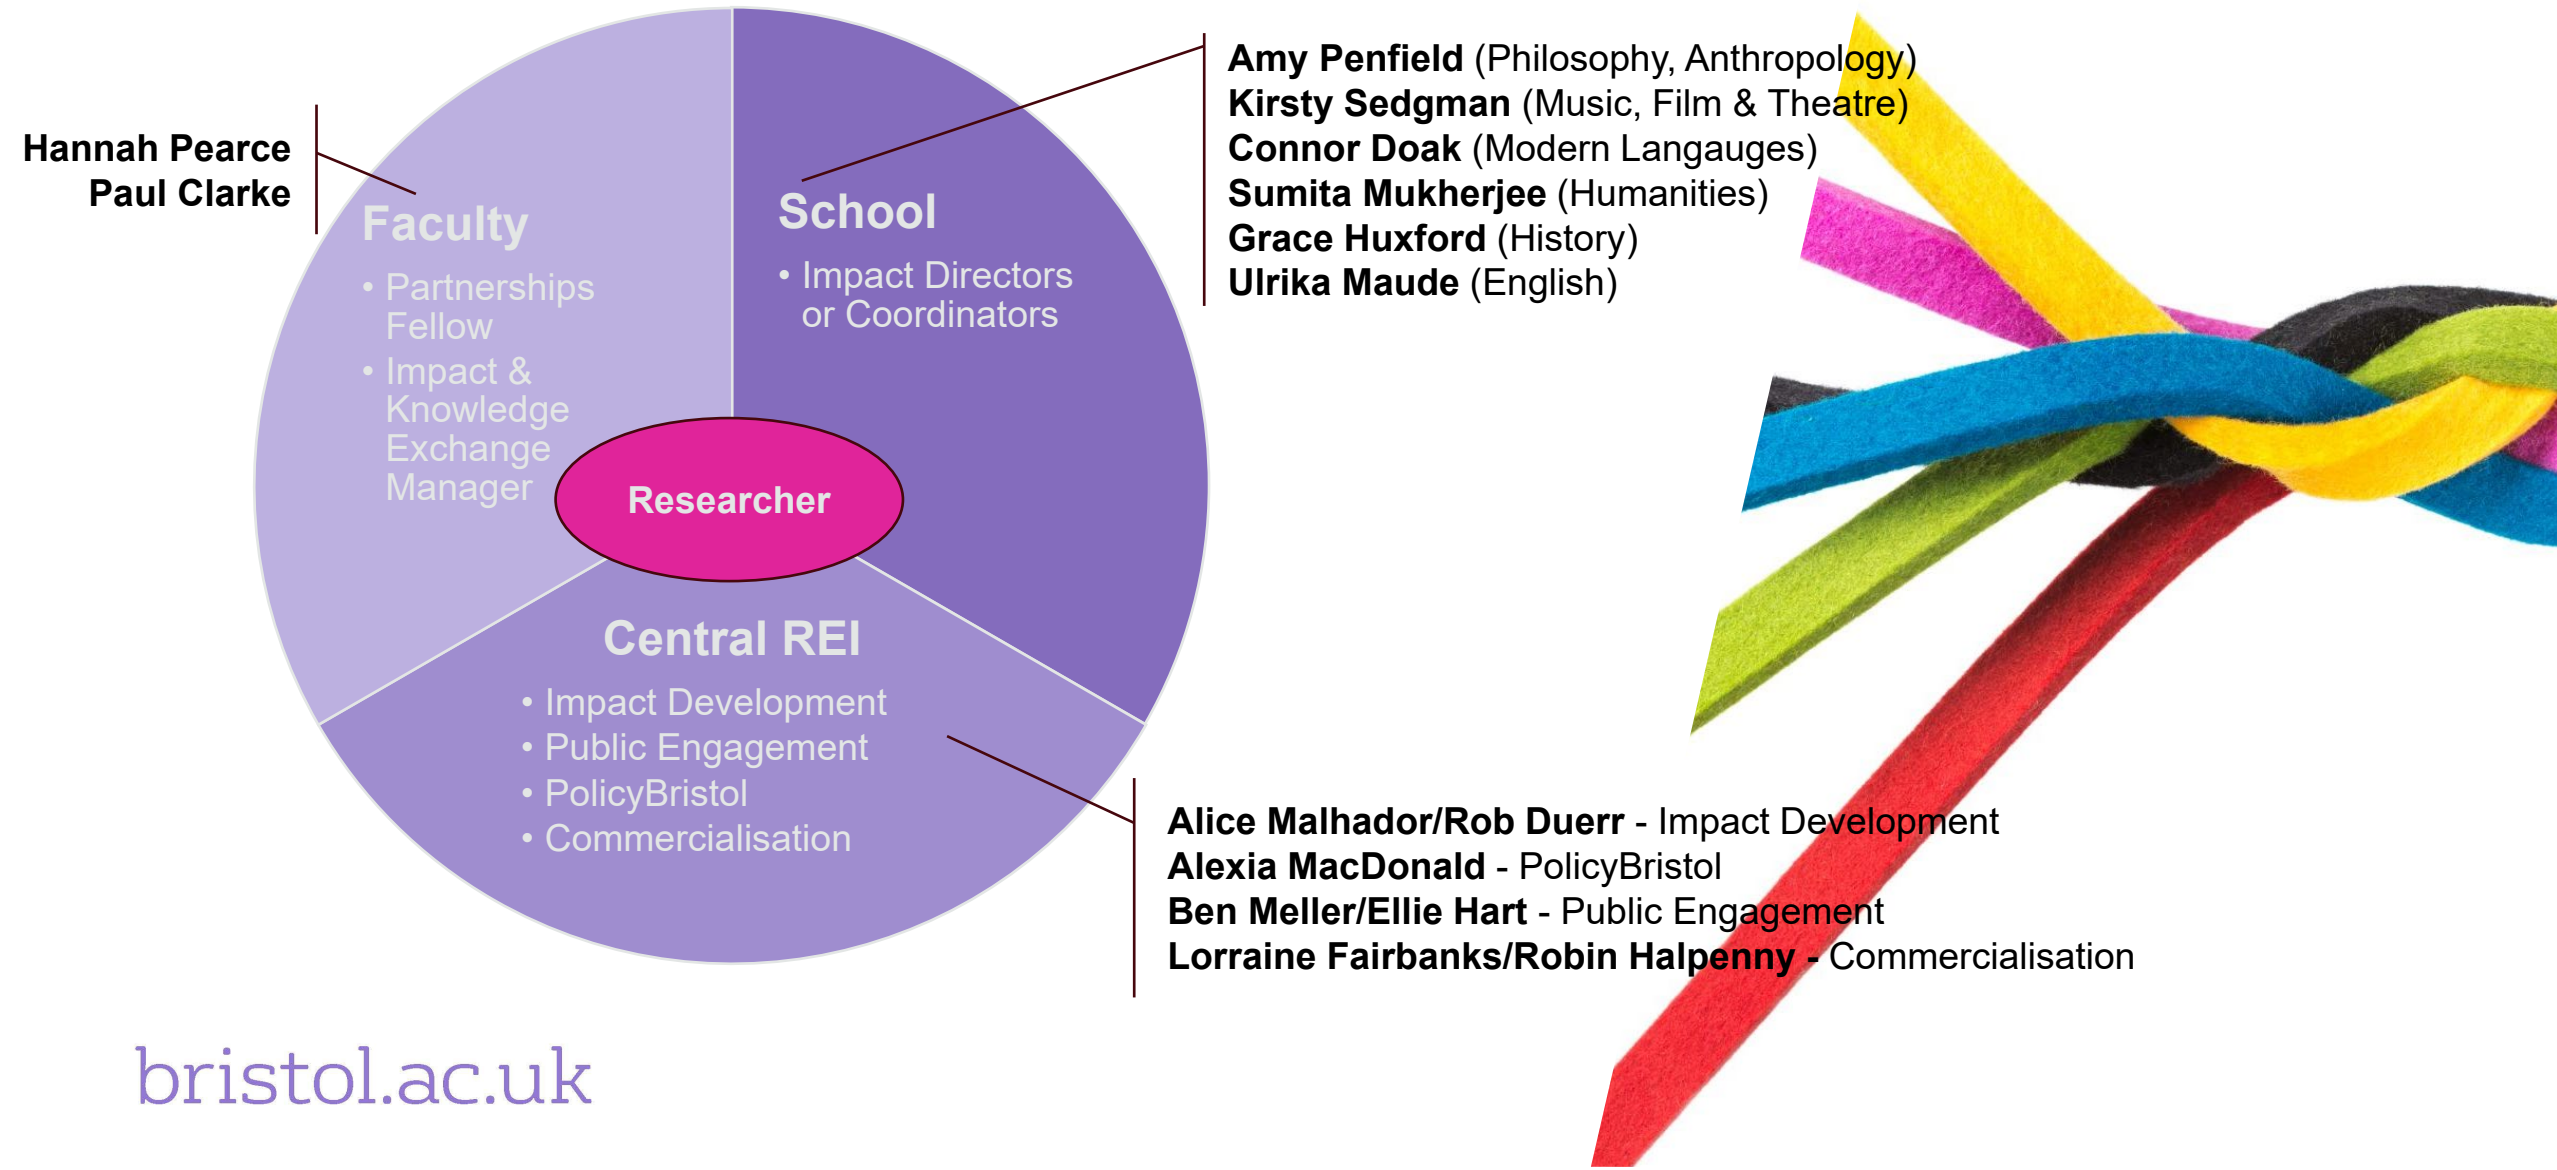 Hannah Pearce
Paul Clarke
Faculty
• Partnerships
Fellow
• Impact &
Knowledge
Exchange
Manager
School
• Impact Directors
or Coordinators
Amy Penfield (Philosophy, Anthropology)
Kirsty Sedgman (Music, Film & Theatre)
Connor Doak (Modern Langauges)
Sumita Mukherjee (Humanities)
Grace Huxford (History)
Ulrika Maude (English)
Researcher
Central REI
• Impact Development
• Public Engagement
• PolicyBristol
• Commercialisation
Alice Malhador/Rob Duerr - Impact Development
Alexia MacDonald - PolicyBristol
Ben Meller/Ellie Hart - Public Engagement
Lorraine Fairbanks/Robin Halpenny - Commercialisation
bristol.ac.uk